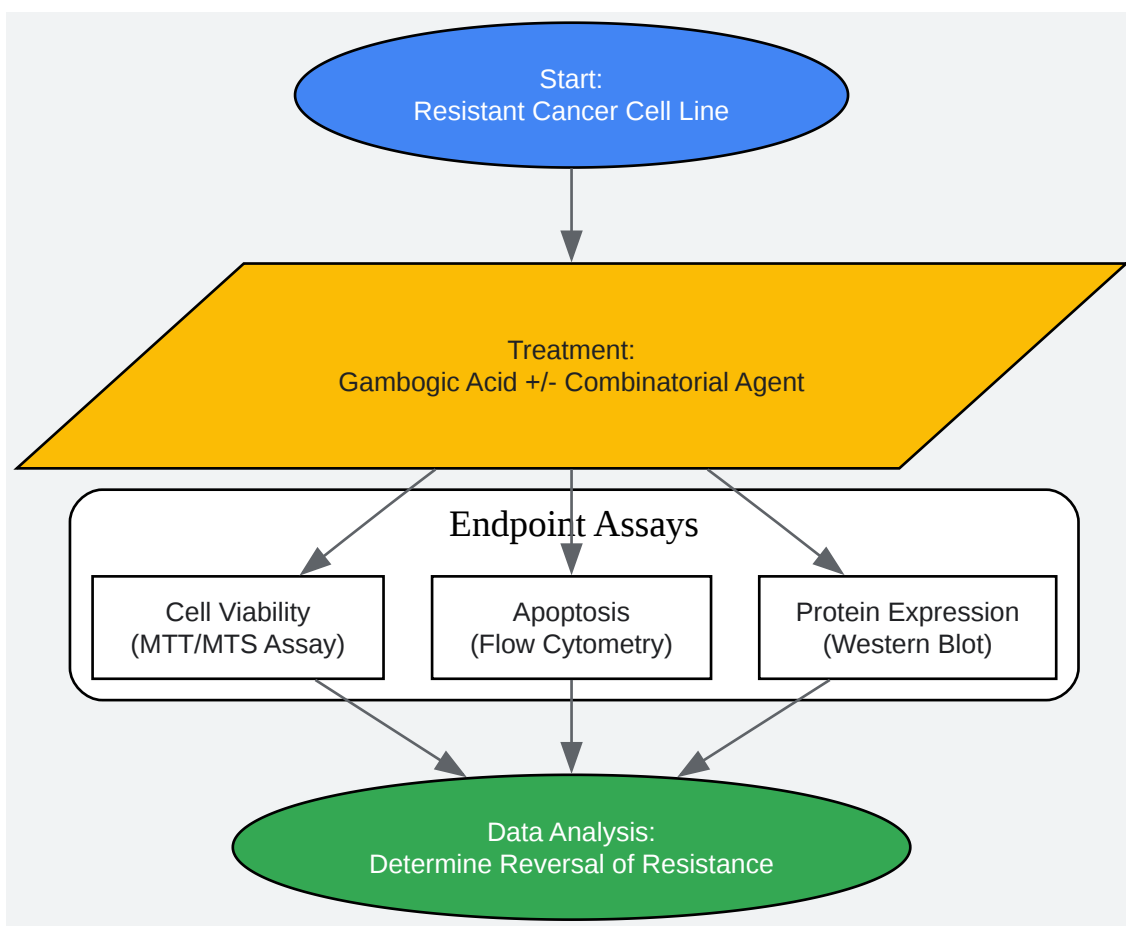 Start:
Resistant Cancer Cell Line
Treatment:
Gambogic Acid +/- Combinatorial Agent
Endpoint Assays
Cell Viability
(MTT/MTS Assay)
Apoptosis
(Flow Cytometry)
Protein Expression
(Western Blot)
Data Analysis:
Determine Reversal of Resistance